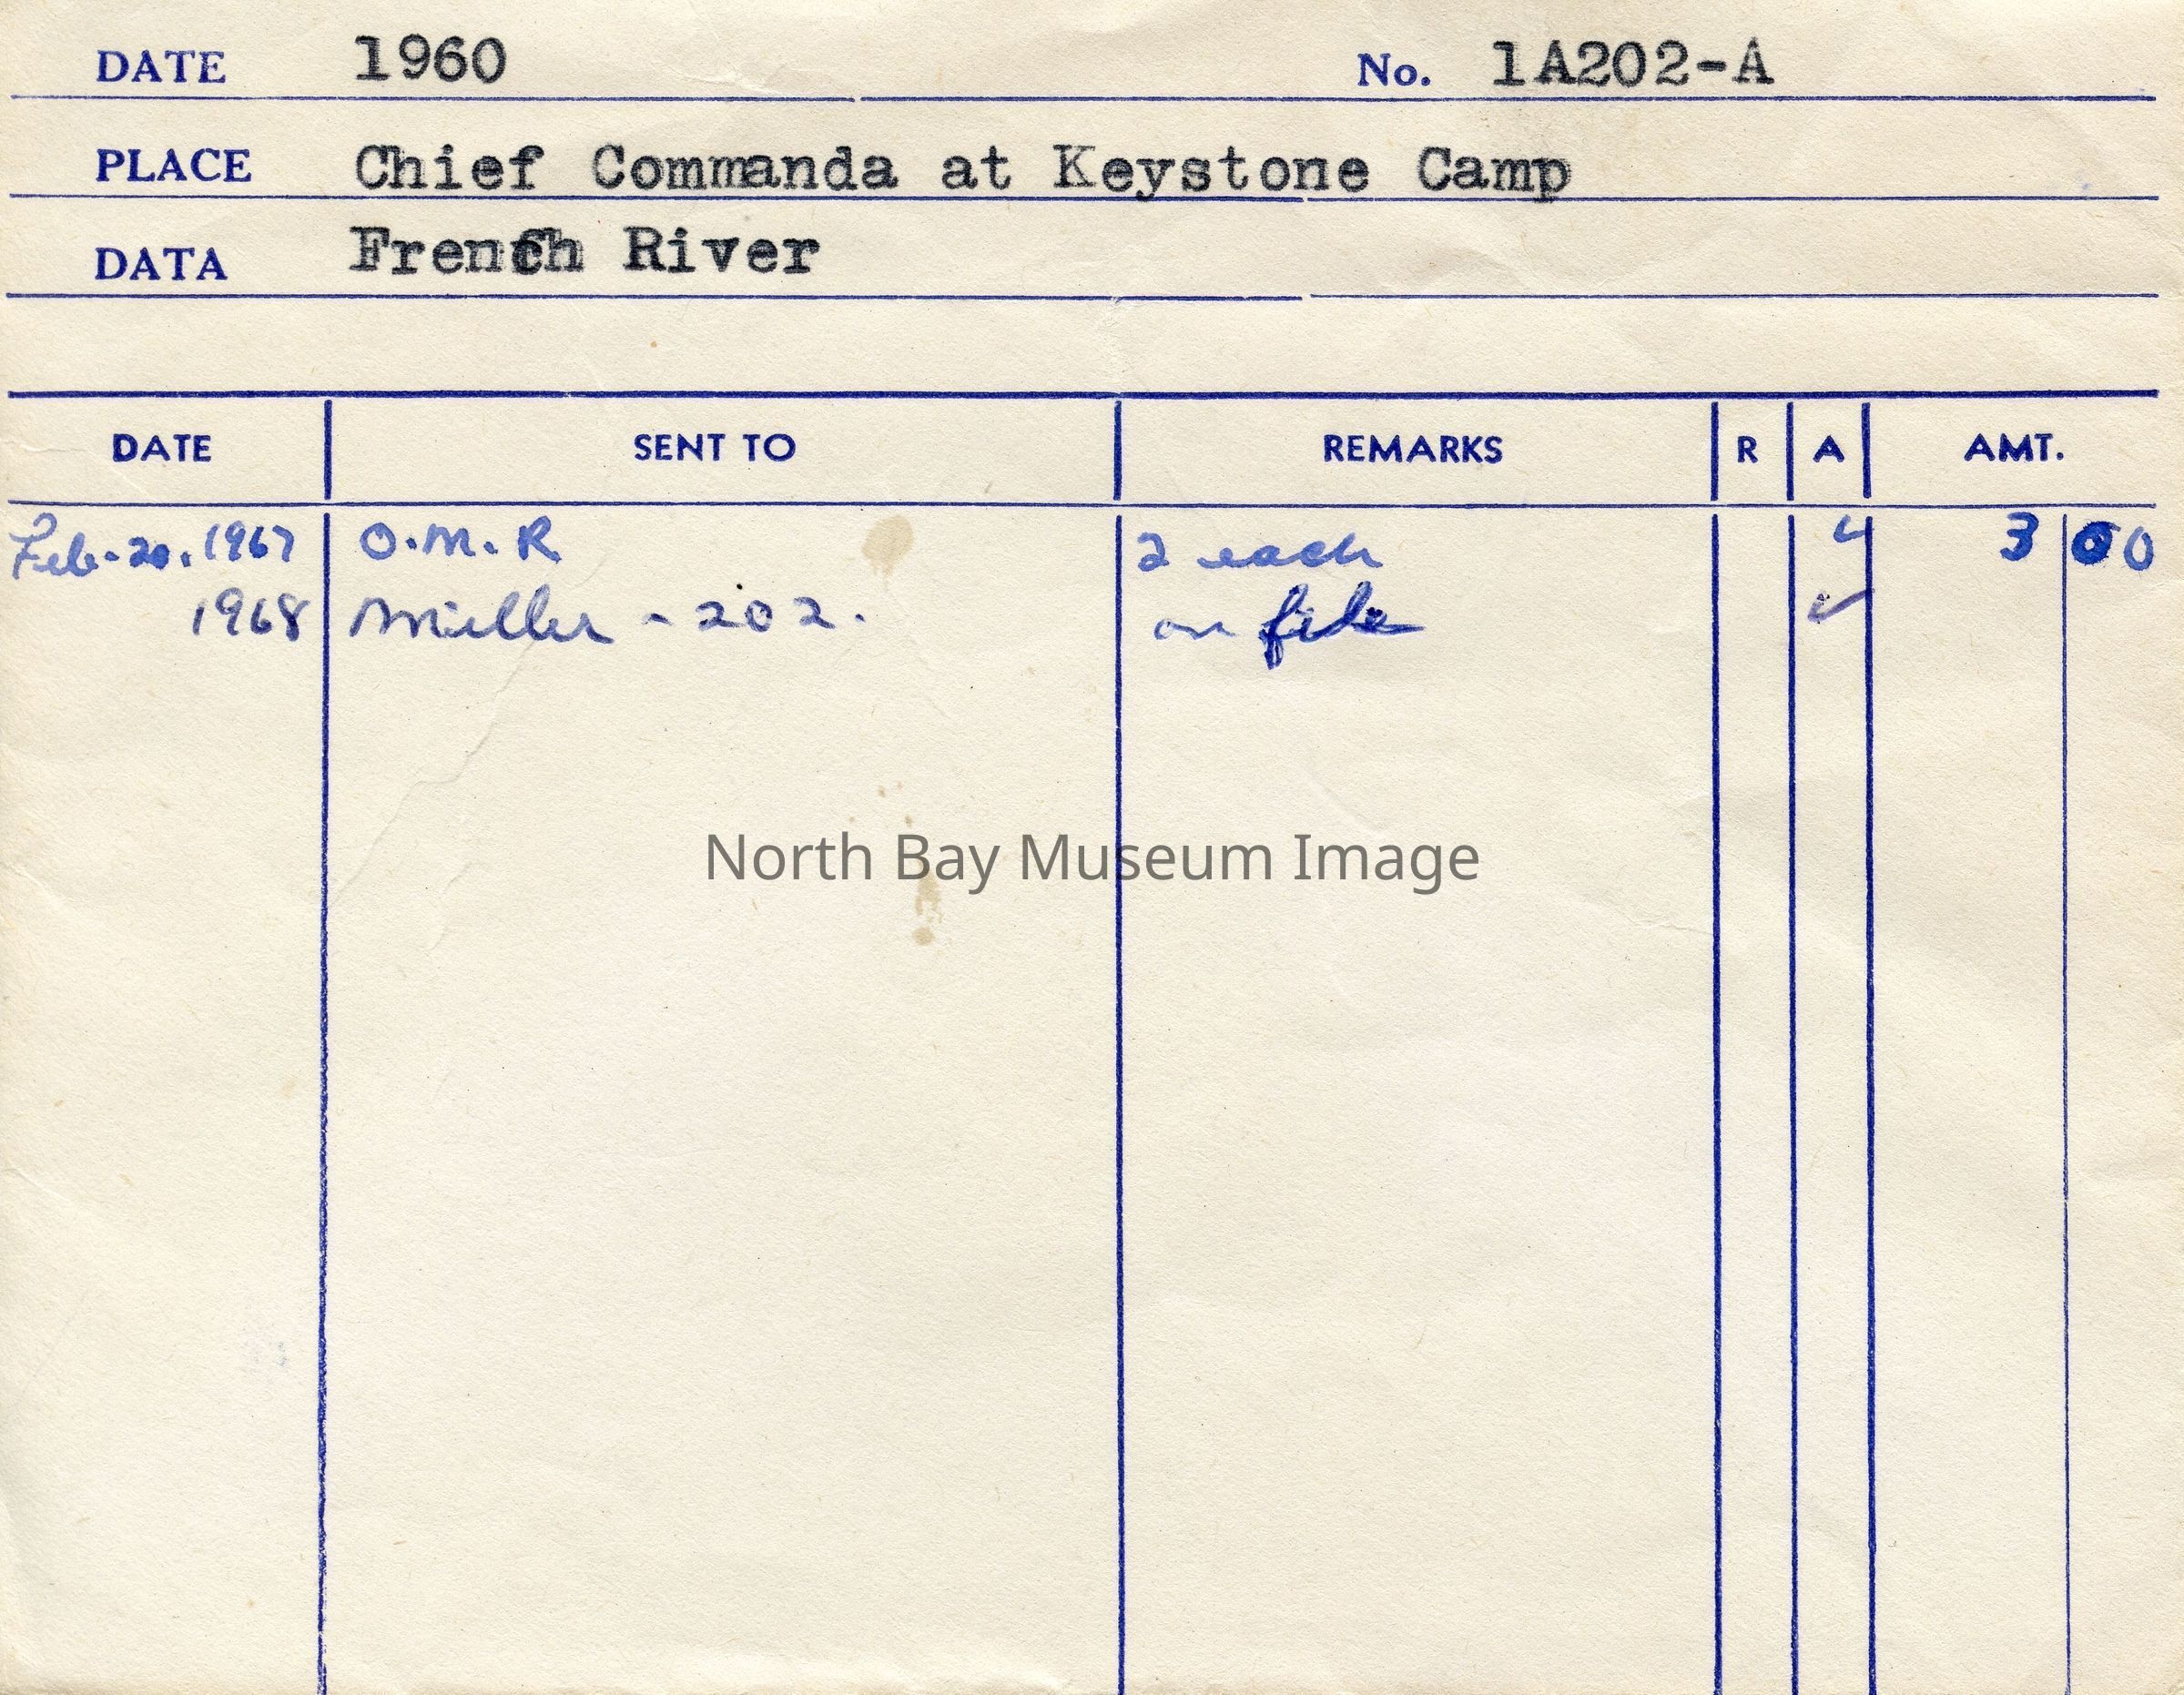 DATE 1960 No. 1A202-A
PLACE Chief Commanda at Keystone Camp
DATA French River
DATE SENT TO REMARKS R A AMT.
Feb-20.1967 O.M.R 2 each 3 00
1968 Miller - 202. on file ✓
North Bay Museum Image